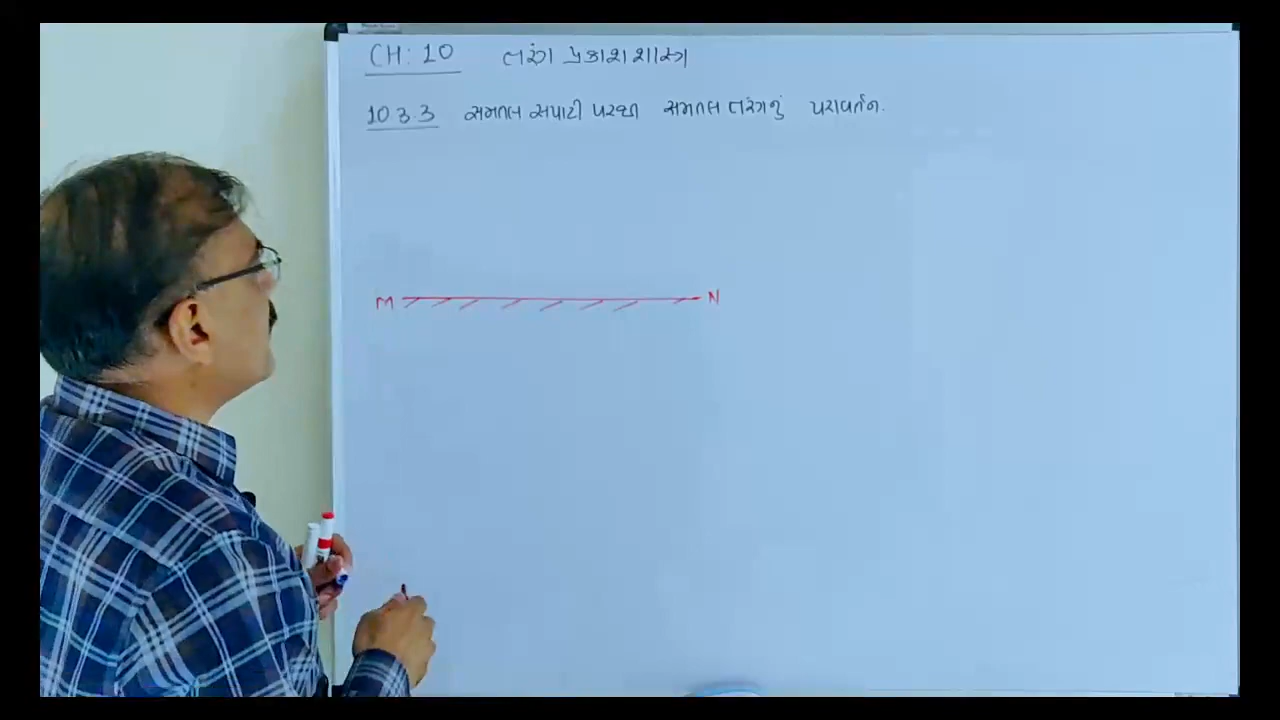 CH: 10 તરંગ પ્રકાશશાસ્ત્ર
10.3.3 સમતલ સપાટી પરથી સમતલ તરંગનું પરાવર્તન.
M N